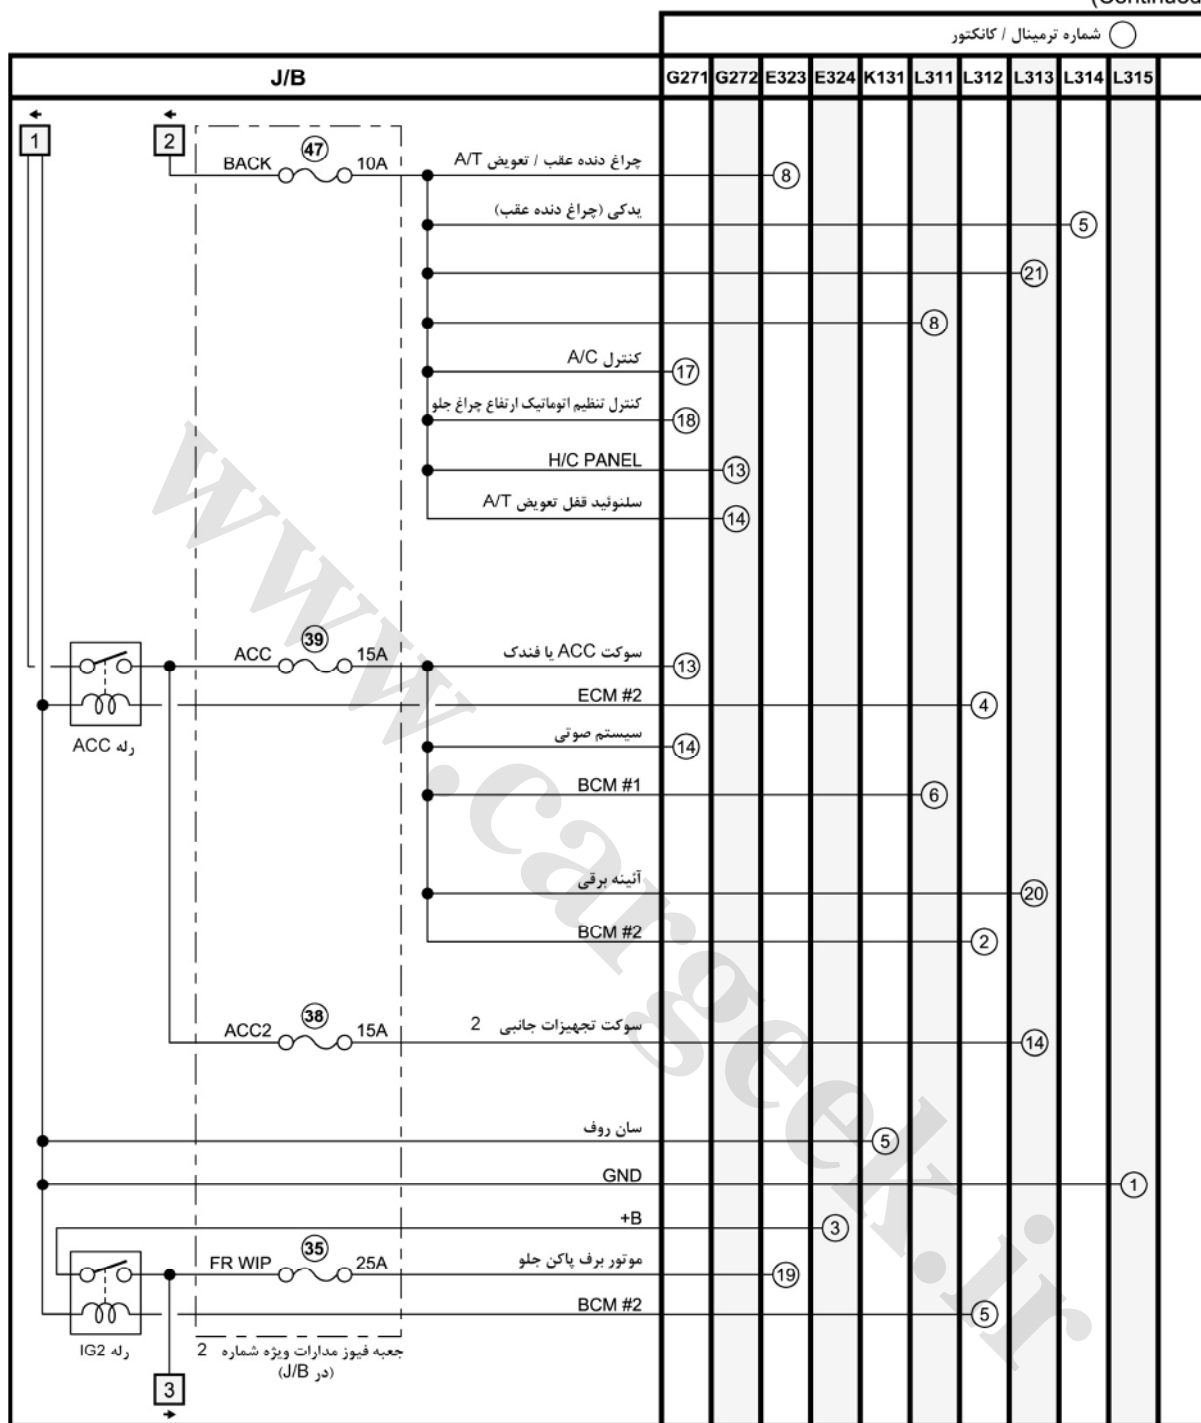 (Continued
شماره ترمینال / کانکتور
J/B
G271 G272 E323 E324 K131 L311 L312 L313 L314 L315
1
2
BACK 47 10A
چراغ دنده عقب / تعویض A/T
8
یدکی (چراغ دنده عقب)
5
21
8
کنترل A/C
17
کنترل تنظیم اتوماتیک ارتفاع چراغ جلو
18
H/C PANEL
13
سلنوئید قفل تعویض A/T
14
ACC 39 15A
سوکت ACC یا فندک
13
ECM #2
4
رله ACC
سیستم صوتی
14
BCM #1
6
آئینه برقی
20
BCM #2
2
ACC2 38 15A
سوکت تجهیزات جانبی 2
14
سان روف
5
GND
1
+B
3
FR WIP 35 25A
موتور برف پاکن جلو
19
BCM #2
5
رله IG2
جعبه فیوز مدارات ویژه شماره 2
(در J/B)
3
www.cargeek.ir